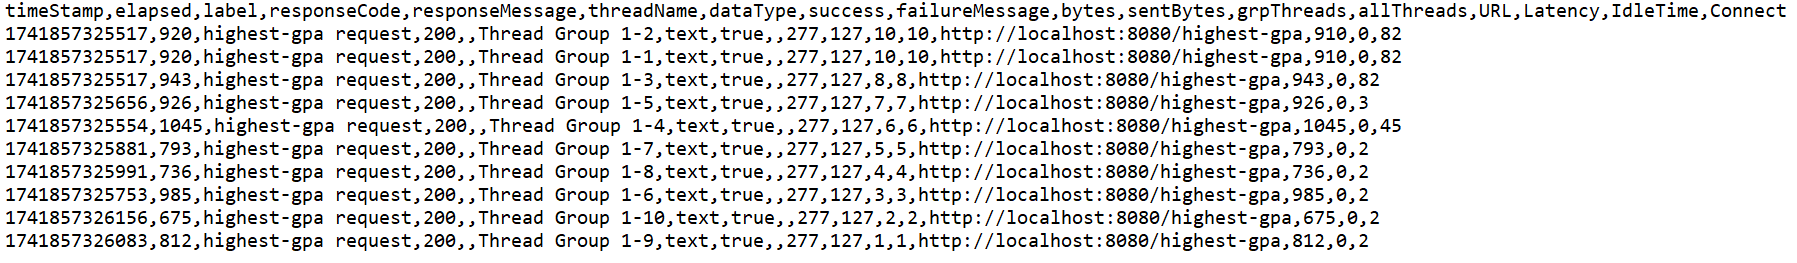 timeStamp,elapsed,label,responseCode,responseMessage,threadName,dataType,success,failureMessage,bytes,sentBytes,grpThreads,allThreads,URL,Latency,IdleTime,Connect
1741857325517,920,highest-gpa request,200,,Thread Group 1-2,text,true,,277,127,10,10,http://localhost:8080/highest-gpa,910,0,82
1741857325517,920,highest-gpa request,200,,Thread Group 1-1,text,true,,277,127,10,10,http://localhost:8080/highest-gpa,910,0,82
1741857325517,943,highest-gpa request,200,,Thread Group 1-3,text,true,,277,127,8,8,http://localhost:8080/highest-gpa,943,0,82
1741857325656,926,highest-gpa request,200,,Thread Group 1-5,text,true,,277,127,7,7,http://localhost:8080/highest-gpa,926,0,3
1741857325554,1045,highest-gpa request,200,,Thread Group 1-4,text,true,,277,127,6,6,http://localhost:8080/highest-gpa,1045,0,45
1741857325881,793,highest-gpa request,200,,Thread Group 1-7,text,true,,277,127,5,5,http://localhost:8080/highest-gpa,793,0,2
1741857325991,736,highest-gpa request,200,,Thread Group 1-8,text,true,,277,127,4,4,http://localhost:8080/highest-gpa,736,0,2
1741857325753,985,highest-gpa request,200,,Thread Group 1-6,text,true,,277,127,3,3,http://localhost:8080/highest-gpa,985,0,2
1741857326156,675,highest-gpa request,200,,Thread Group 1-10,text,true,,277,127,2,2,http://localhost:8080/highest-gpa,675,0,2
1741857326083,812,highest-gpa request,200,,Thread Group 1-9,text,true,,277,127,1,1,http://localhost:8080/highest-gpa,812,0,2